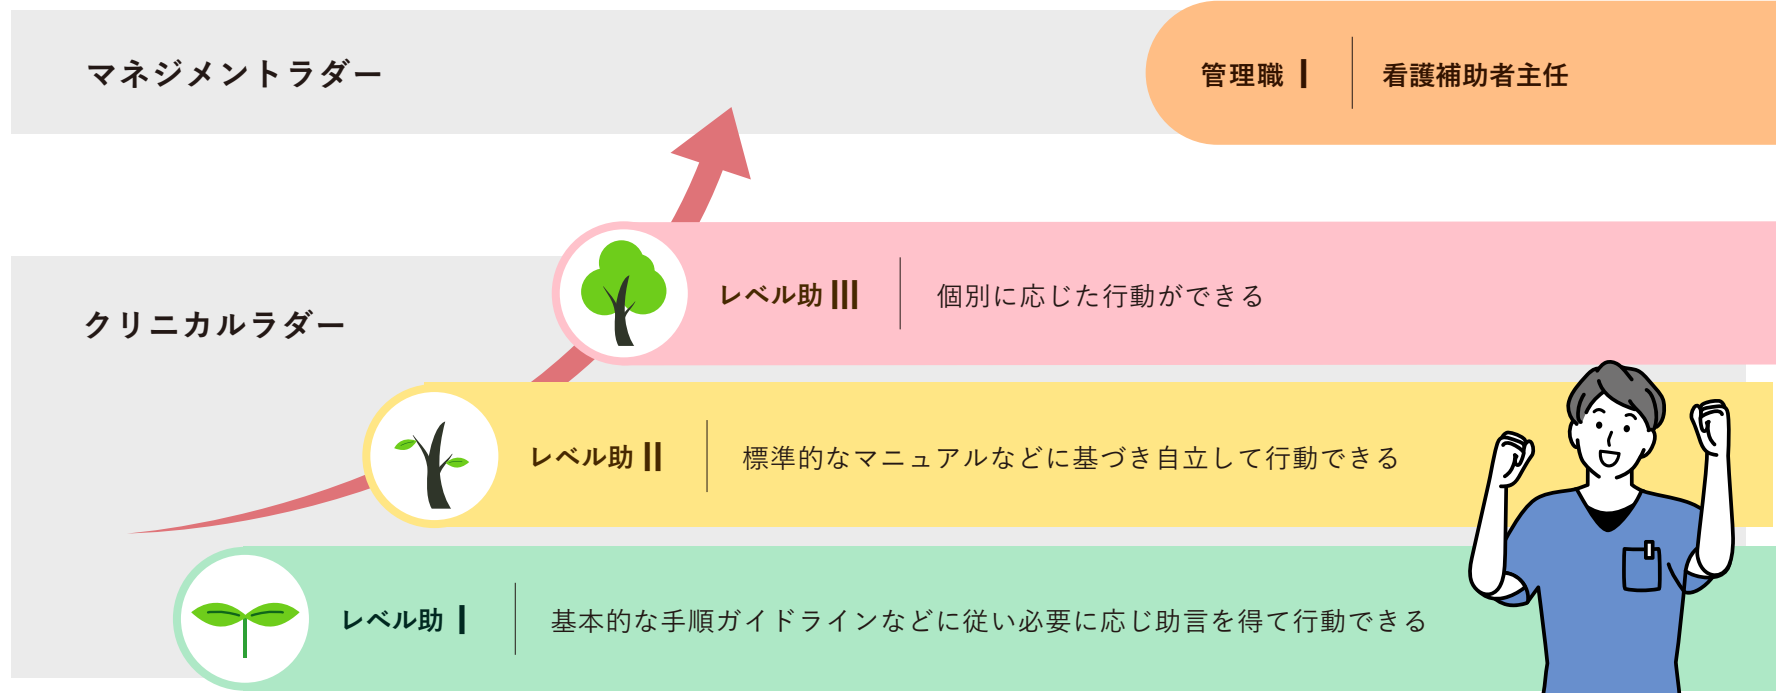 マネジメントラダー
管理職 I 看護補助者主任
クリニカルラダー
レベル助 III 個別に応じた行動ができる
レベル助 II 標準的なマニュアルなどに基づき自立して行動できる
レベル助 I 基本的な手順ガイドラインなどに従い必要に応じ助言を得て行動できる